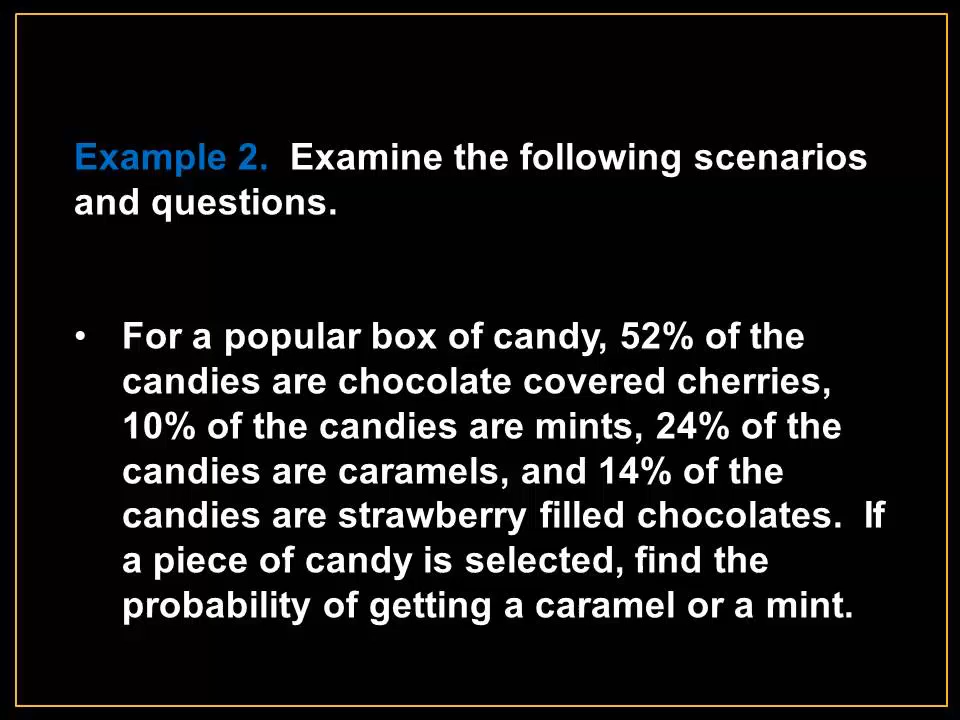 Example 2.  Examine the following scenarios
and questions.
• For a popular box of candy, 52% of the
candies are chocolate covered cherries,
10% of the candies are mints, 24% of the
candies are caramels, and 14% of the
candies are strawberry filled chocolates.  If
a piece of candy is selected, find the
probability of getting a caramel or a mint.